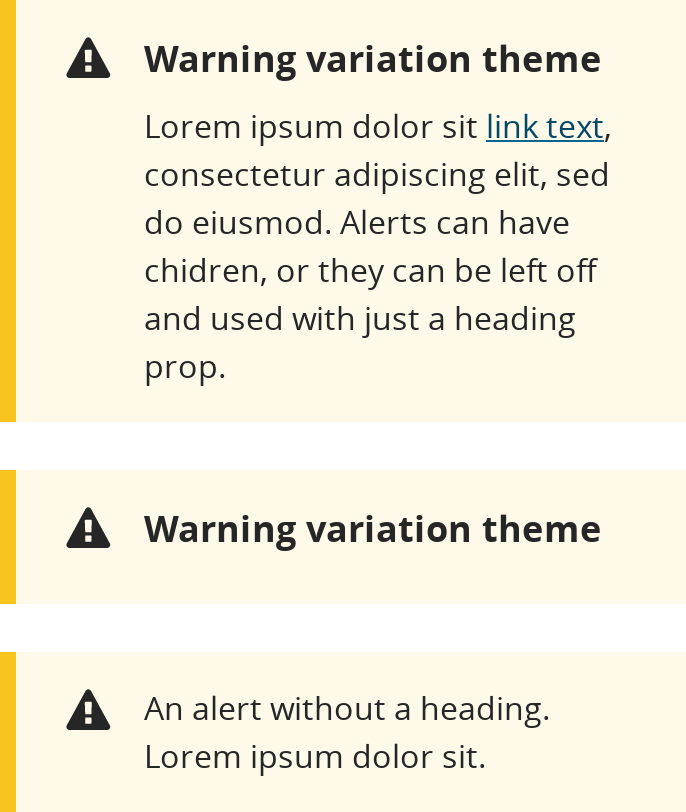 Warning variation theme
Lorem ipsum dolor sit link text,
consectetur adipiscing elit, sed
do eiusmod. Alerts can have
chidren, or they can be left off
and used with just a heading
prop.
Warning variation theme
An alert without a heading.
Lorem ipsum dolor sit.